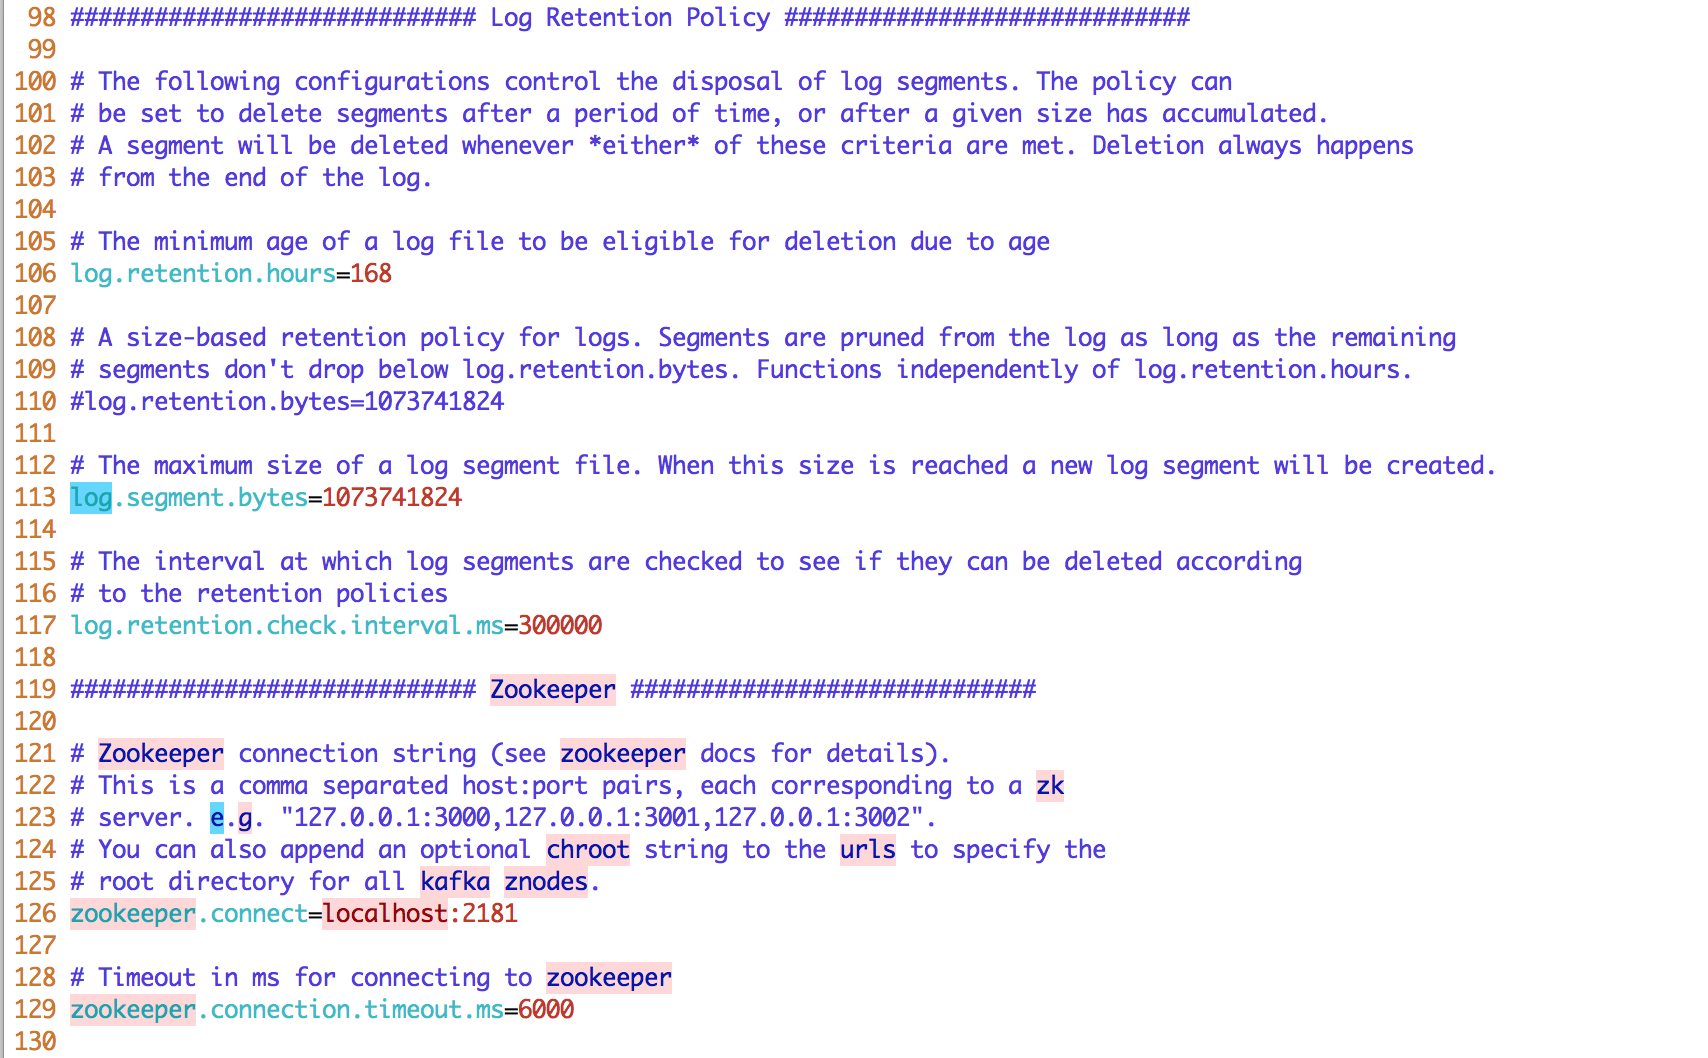 98 ############################# Log Retention Policy #############################
99
100 # The following configurations control the disposal of log segments. The policy can
101 # be set to delete segments after a period of time, or after a given size has accumulated.
102 # A segment will be deleted whenever *either* of these criteria are met. Deletion always happens
103 # from the end of the log.
104
105 # The minimum age of a log file to be eligible for deletion due to age
106 log.retention.hours=168
107
108 # A size-based retention policy for logs. Segments are pruned from the log as long as the remaining
109 # segments don't drop below log.retention.bytes. Functions independently of log.retention.hours.
110 #log.retention.bytes=1073741824
111
112 # The maximum size of a log segment file. When this size is reached a new log segment will be created.
113 log.segment.bytes=1073741824
114
115 # The interval at which log segments are checked to see if they can be deleted according
116 # to the retention policies
117 log.retention.check.interval.ms=300000
118
119 ############################# Zookeeper #############################
120
121 # Zookeeper connection string (see zookeeper docs for details).
122 # This is a comma separated host:port pairs, each corresponding to a zk
123 # server. e.g. "127.0.0.1:3000,127.0.0.1:3001,127.0.0.1:3002".
124 # You can also append an optional chroot string to the urls to specify the
125 # root directory for all kafka znodes.
126 zookeeper.connect=localhost:2181
127
128 # Timeout in ms for connecting to zookeeper
129 zookeeper.connection.timeout.ms=6000
130